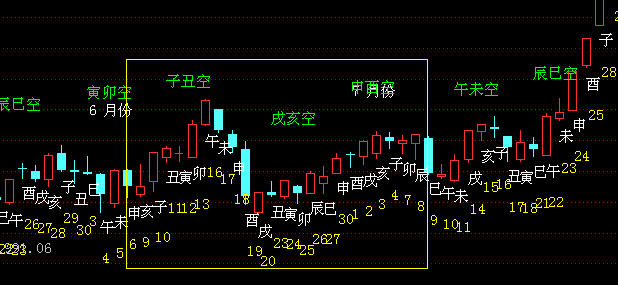 辰巳空
寅卯空
子丑空
戌亥空
申酉空
午未空
辰巳空
6 月份
7 月份
巳 午 酉 戌 亥 子 丑 巳 午 未 申 亥 子 丑 寅 卯 午 未 申 酉 戌 丑 寅 卯 辰 巳 申 酉 戌 亥 子 卯 辰 巳 午 未 戌 亥 子 丑 寅 巳 午 未 申 酉 子
26 27 28 29 30 3 4 5 6 9 10 11 12 13 16 17 18 19 20 23 24 25 26 27 30 1 2 3 4 7 8 9 10 11 14 15 16 17 18 21 22 23 24 25 28